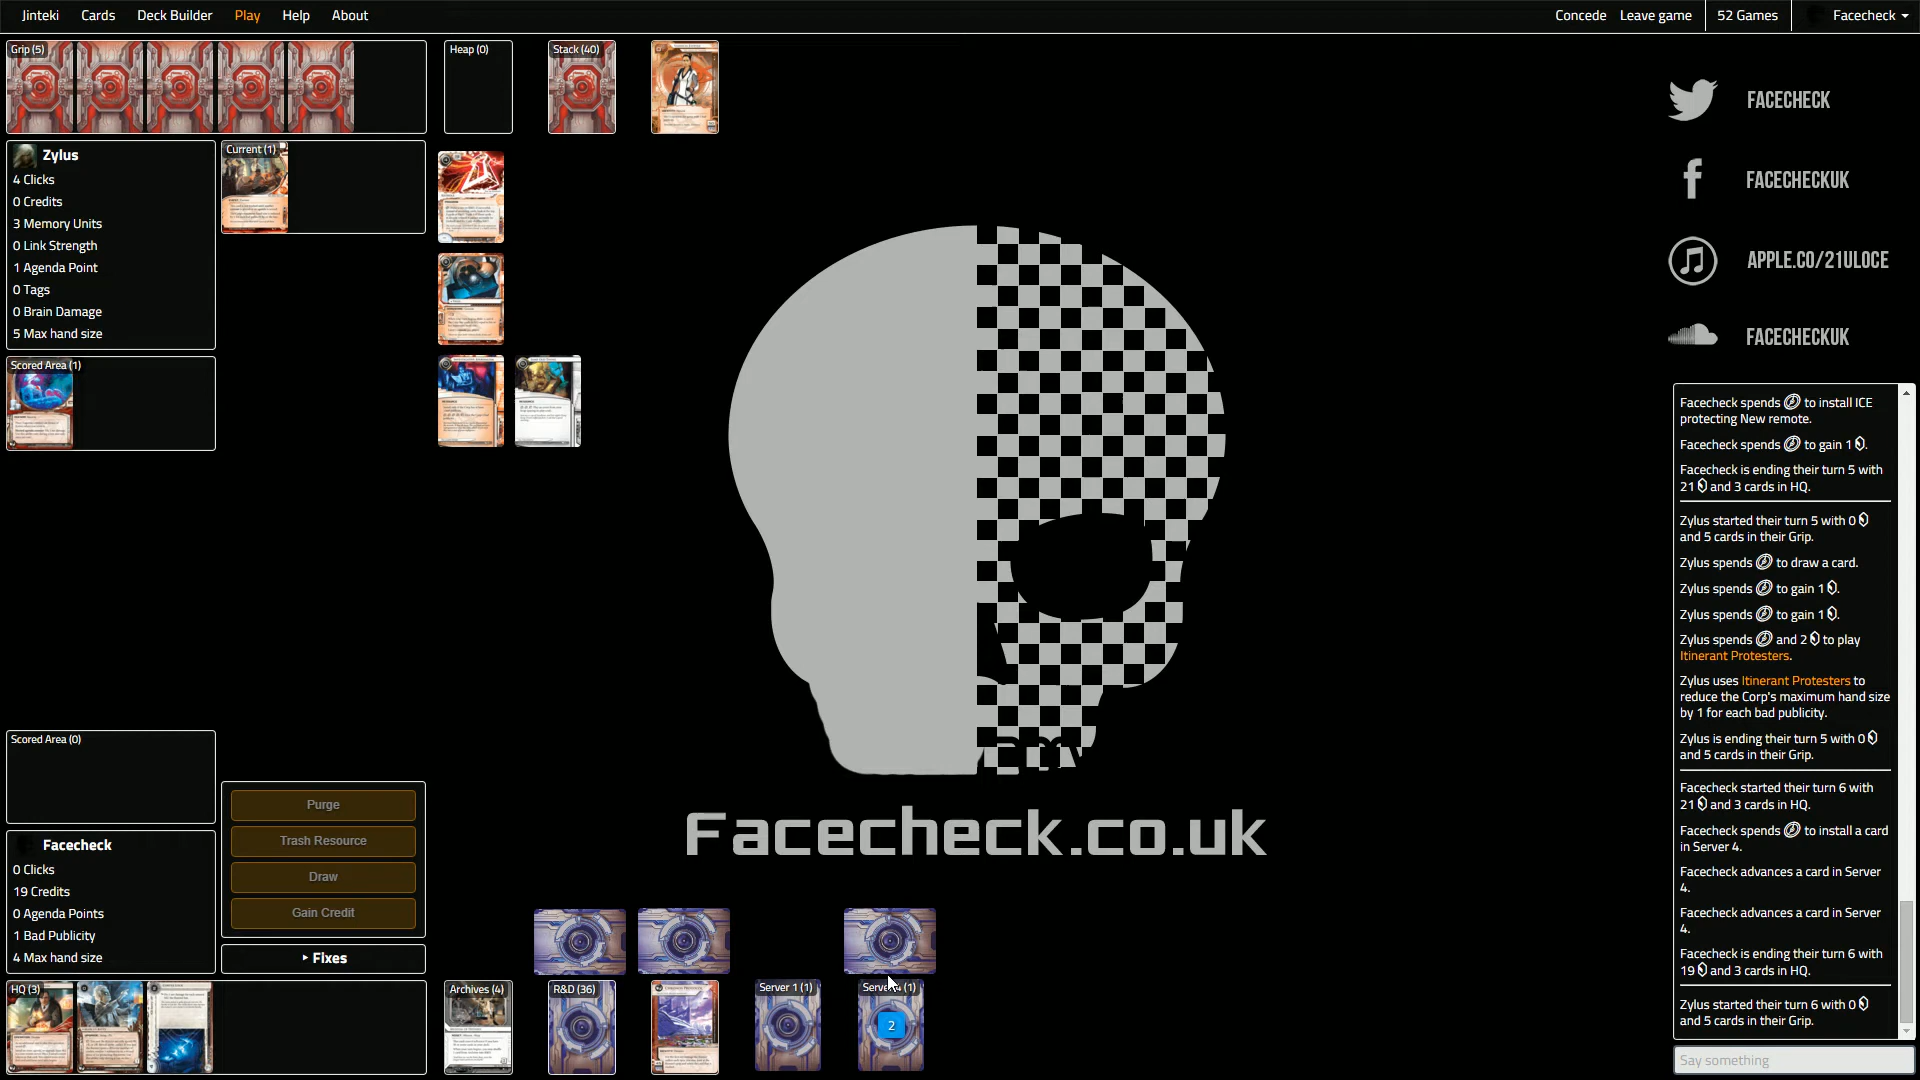 Jinteki Cards Deck Builder Play Help About
Concede Leave game 52 Games Facecheck
Grip (5)
Heap (0)
Stack (40)
Zylus
4 Clicks
0 Credits
3 Memory Units
0 Link Strength
1 Agenda Point
0 Tags
0 Brain Damage
5 Max hand size
Current (1)
Scored Area (1)
FACECHECK
FACECHECKUK
APPLE.CO/21ULOCE
FACECHECKUK
Facecheck.co.uk
Facecheck spends to install ICE
protecting New remote.
Facecheck spends to gain 1 .
Facecheck is ending their turn 5 with
21 and 3 cards in HQ.
Zylus started their turn 5 with 0
and 5 cards in their Grip.
Zylus spends to draw a card.
Zylus spends to gain 1 .
Zylus spends to gain 1 .
Zylus spends and 2 to play
Itinerant Protesters.
Zylus uses Itinerant Protesters to
reduce the Corp's maximum hand size
by 1 for each bad publicity.
Zylus is ending their turn 5 with 0
and 5 cards in their Grip.
Facecheck started their turn 6 with
21 and 3 cards in HQ.
Facecheck spends to install a card
in Server 4.
Facecheck advances a card in Server
4.
Facecheck advances a card in Server
4.
Facecheck is ending their turn 6 with
19 and 3 cards in HQ.
Zylus started their turn 6 with 0
and 5 cards in their Grip.
Say something
Scored Area (0)
Facecheck
0 Clicks
19 Credits
0 Agenda Points
1 Bad Publicity
4 Max hand size
Purge
Trash Resource
Draw
Gain Credit
Fixes
HQ (3)
Archives (4)
R&D (36)
Server 1 (1)
Server 4 (1)
2